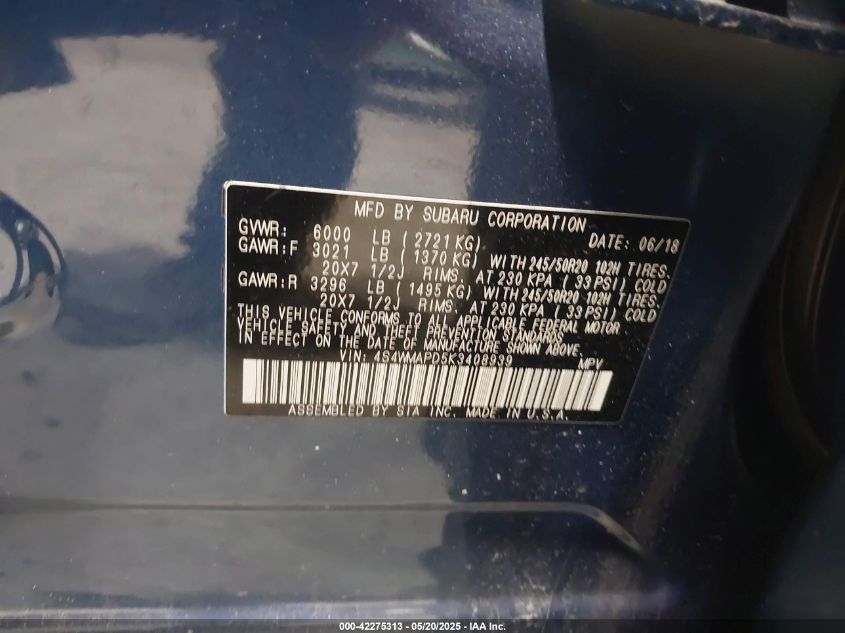 MFD BY SUBARU CORPORATION
GVWR: 6000 LB (2721 KG) DATE: 06/18
GAWR:F 3021 LB (1370 KG) WITH 245/50R20 102H TIRES.
20X7 1/2J RIMS. AT 230 KPA (33 PSI) COLD
GAWR:R 3296 LB (1495 KG) WITH 245/50R20 102H TIRES.
20X7 1/2J RIMS. AT 230 KPA (33 PSI) COLD
THIS VEHICLE CONFORMS TO ALL APPLICABLE FEDERAL MOTOR
VEHICLE SAFETY AND THEFT PREVENTION STANDARDS
IN EFFECT ON THE DATE OF MANUFACTURE SHOWN ABOVE.
VIN: MPV
ASSEMBLED BY SIA INC. MADE IN U.S.A.
000-42275313 — 05/20/2025 - IAA Inc.